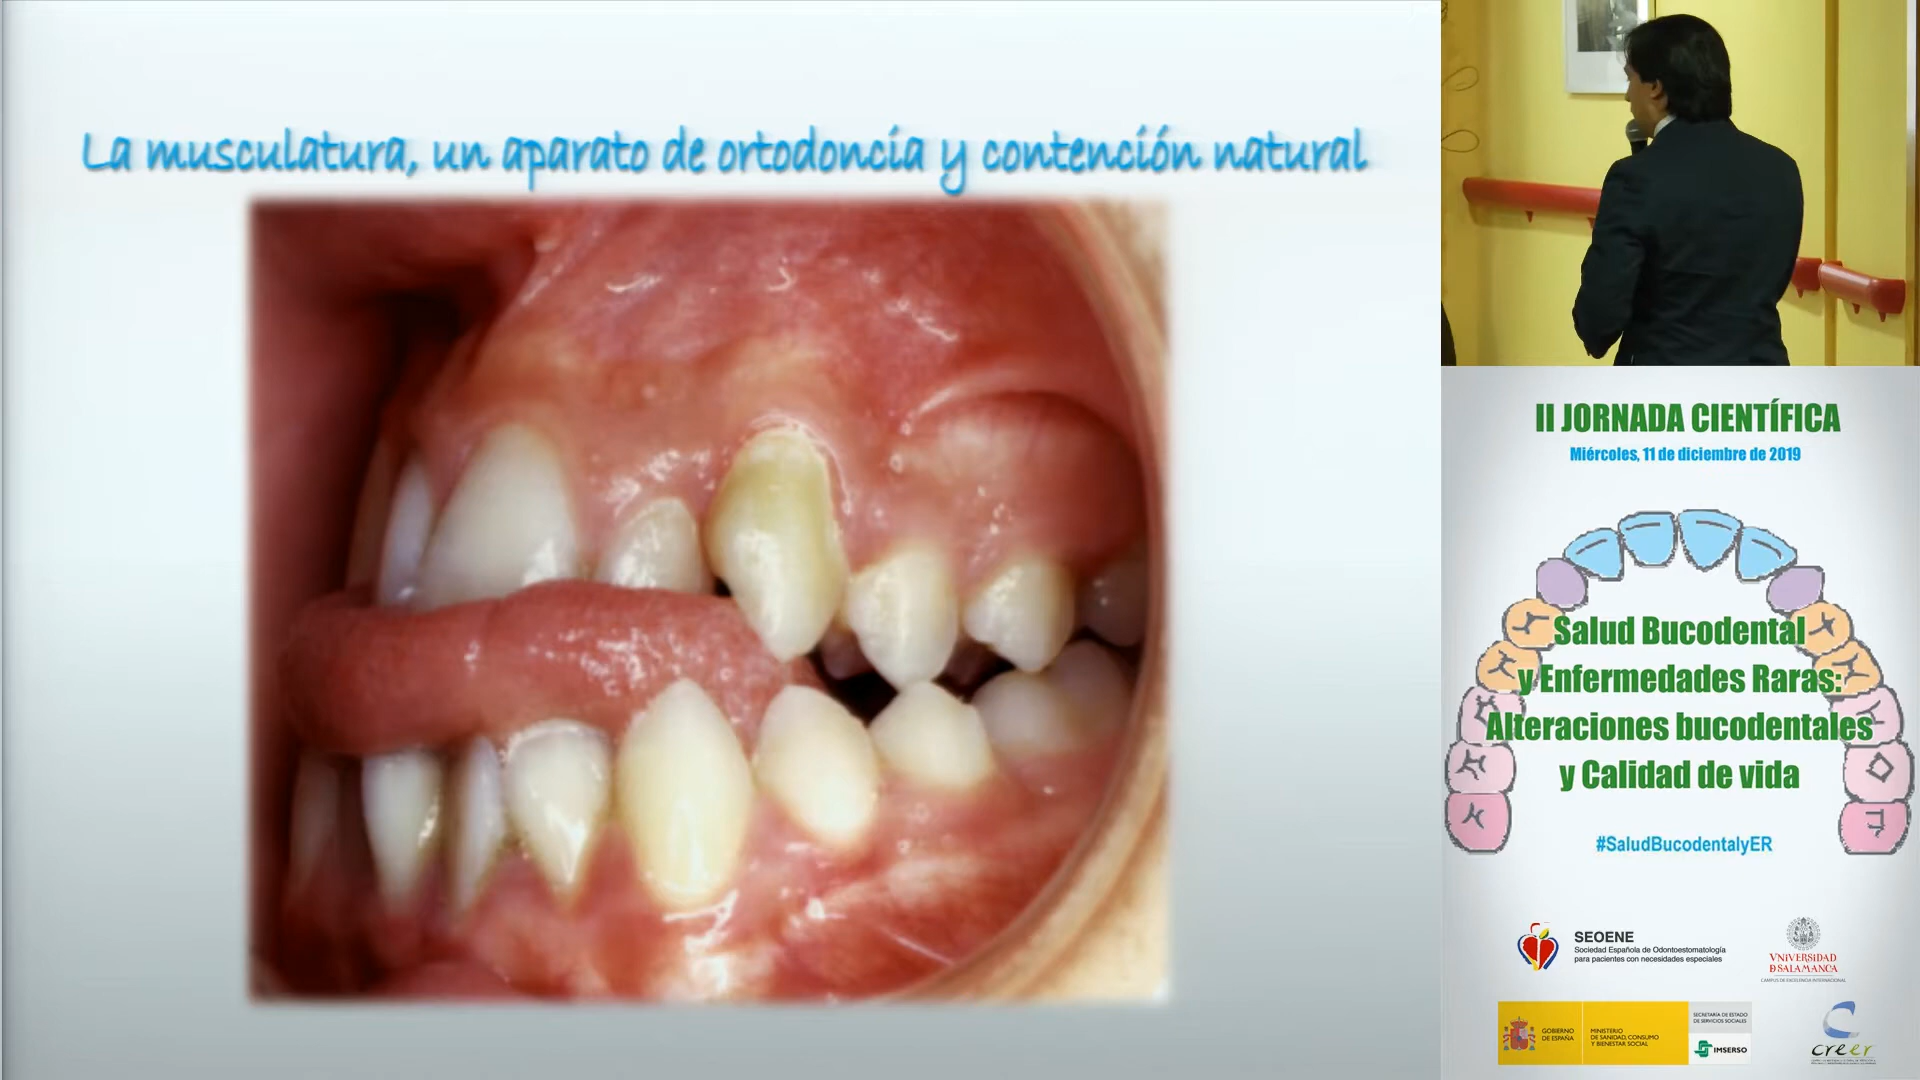 La musculatura, un aparato de ortodoncia y contención natural
II JORNADA CIENTÍFICA
Miércoles, 11 de diciembre de 2019
Salud Bucodental
y Enfermedades Raras:
Alteraciones bucodentales
y Calidad de vida
#SaludBucodentalyER
SEOENE
Sociedad Española de Odontoestomatología
para pacientes con necesidades especiales
VNIVERSIDAD
D SALAMANCA
CAMPUS DE EXCELENCIA INTERNACIONAL
GOBIERNO
DE ESPAÑA
MINISTERIO
DE SANIDAD, CONSUMO
Y BIENESTAR SOCIAL
SECRETARÍA DE ESTADO
DE SERVICIOS SOCIALES
IMSERSO
creer